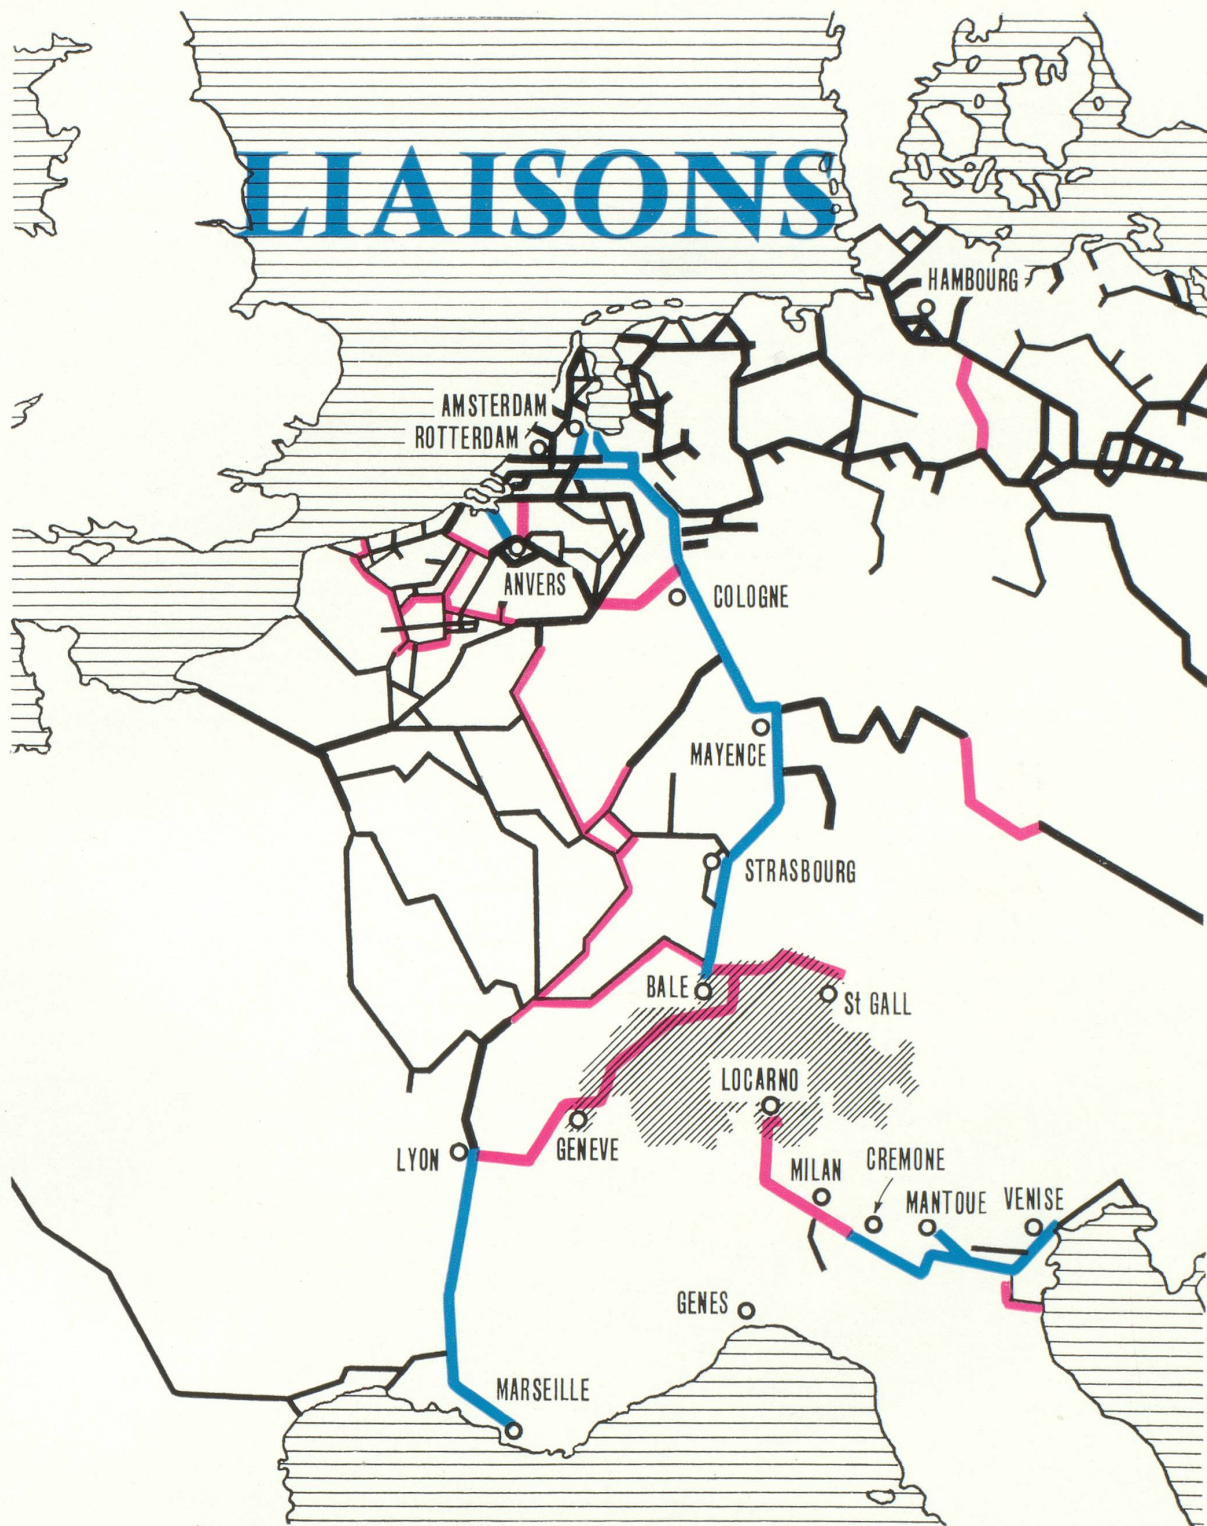 LIAISONS
HAMBOURG
AMSTERDAM
ROTTERDAM
ANVERS
COLOGNE
MAYENCE
STRASBOURG
BALE
St GALL
LOCARNO
GENEVE
LYON
MILAN
CREMONE
MANTOUE
VENISE
GENES
MARSEILLE